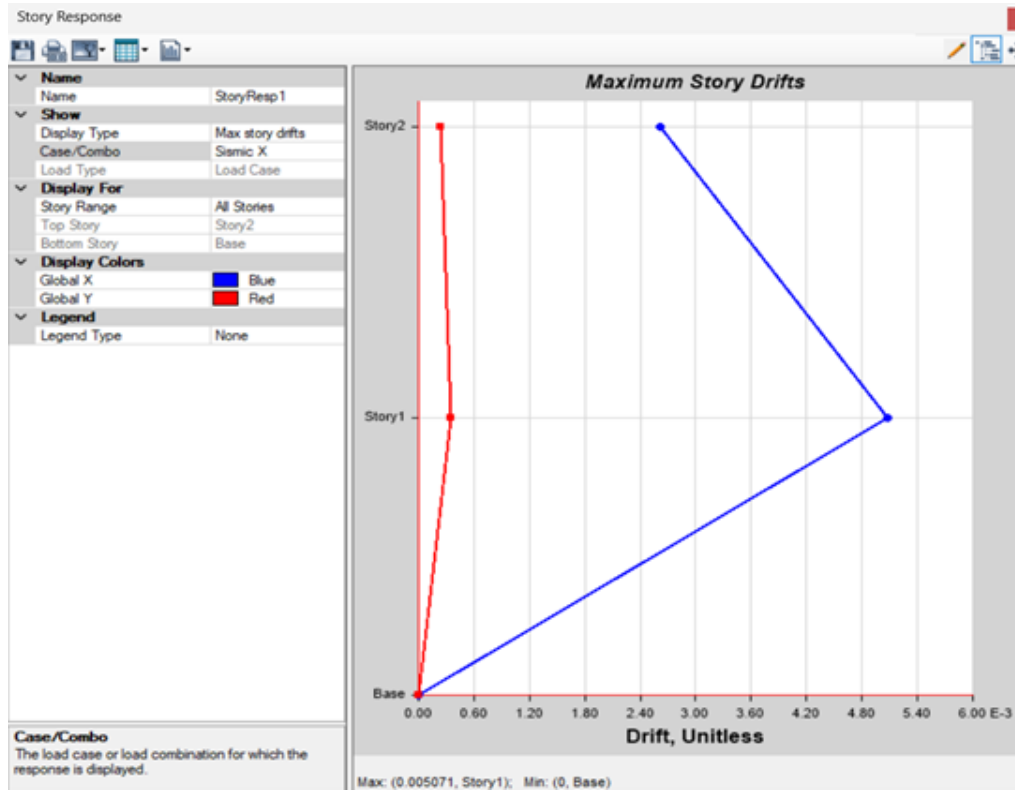 Story Response
Name
Name StoryResp1
Show
Display Type Max story drifts
Case/Combo Sismic X
Load Type Load Case
Display For
Story Range All Stories
Top Story Story2
Bottom Story Base
Display Colors
Global X Blue
Global Y Red
Legend
Legend Type None
Case/Combo
The load case or load combination for which the
response is displayed.
Maximum Story Drifts
Story2
Story1
Base
0.00 0.60 1.20 1.80 2.40 3.00 3.60 4.20 4.80 5.40 6.00 E-3
Drift, Unitless
Max: (0.005071, Story1); Min: (0, Base)